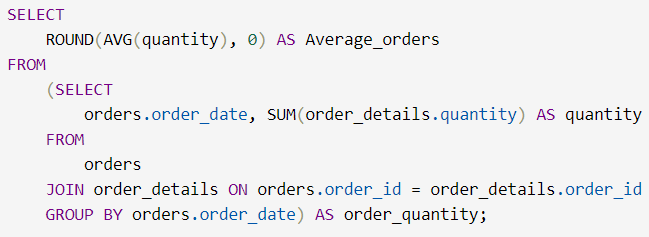 SELECT
    ROUND(AVG(quantity), 0) AS Average_orders
FROM
    (SELECT
        orders.order_date, SUM(order_details.quantity) AS quantity
    FROM
        orders
    JOIN order_details ON orders.order_id = order_details.order_id
    GROUP BY orders.order_date) AS order_quantity;